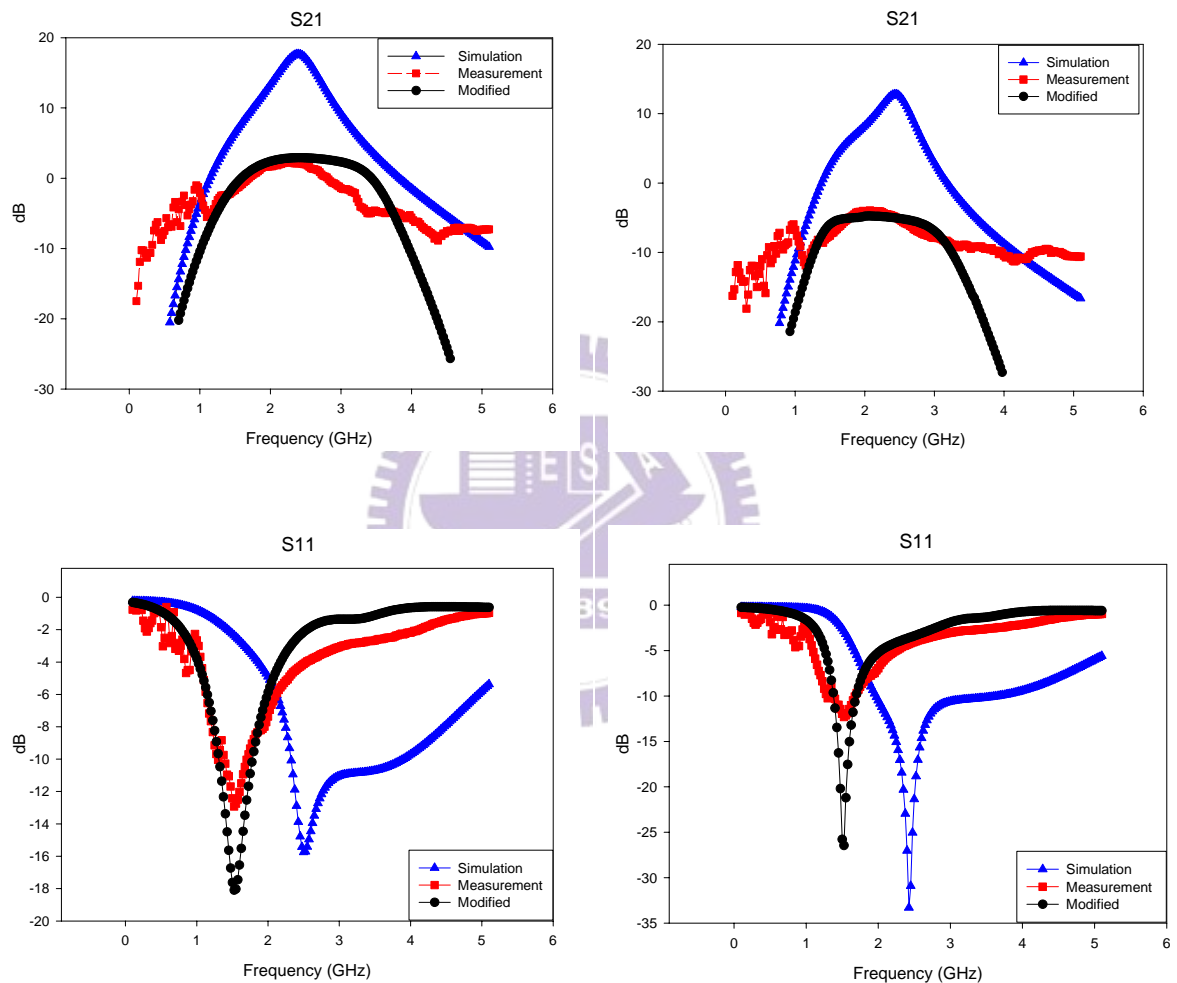 S21
20
10
0
-10
-20
-30
dB
0 1 2 3 4 5 6
Frequency (GHz)
Simulation
Measurement
Modified
S21
20
10
0
-10
-20
-30
dB
0 1 2 3 4 5 6
Frequency (GHz)
Simulation
Measurement
Modified
E S A
S11
0
-2
-4
-6
-8
-10
-12
-14
-16
-18
-20
dB
0 1 2 3 4 5 6
Frequency (GHz)
Simulation
Measurement
Modified
S11
0
-5
-10
-15
-20
-25
-30
-35
dB
0 1 2 3 4 5 6
Frequency (GHz)
Simulation
Measurement
Modified